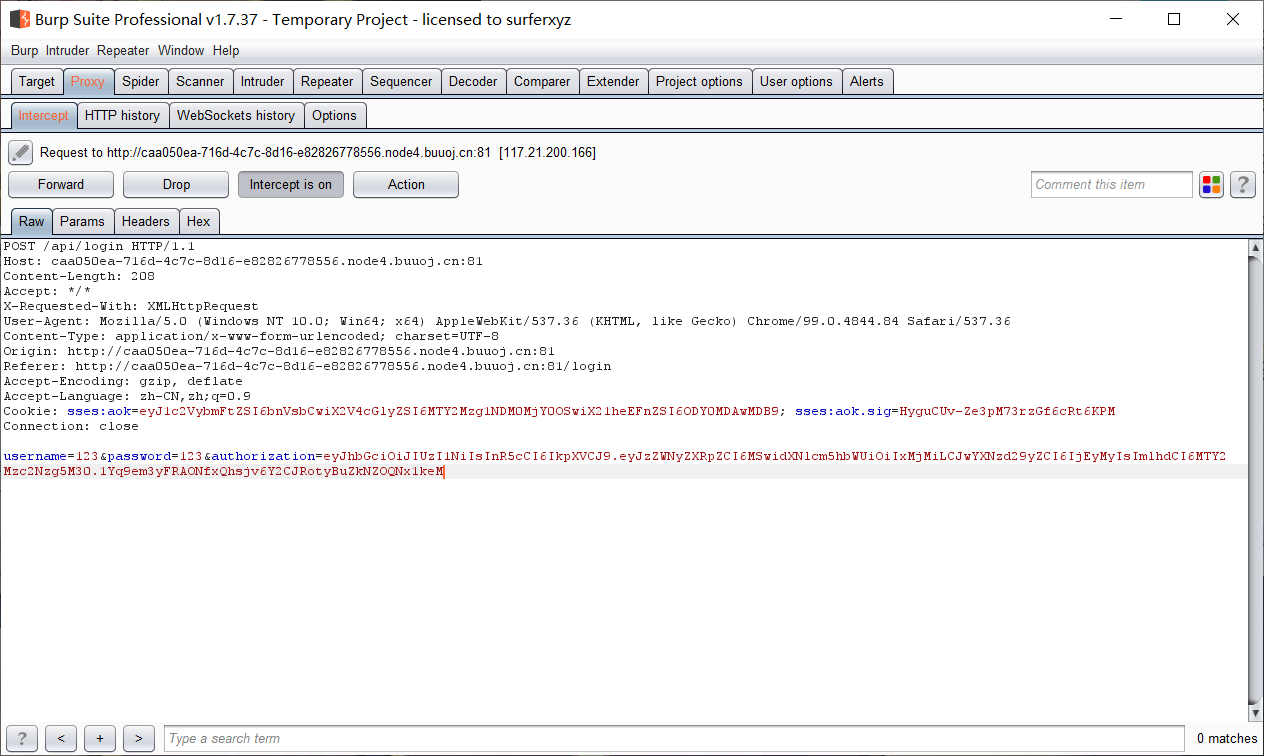 Burp Suite Professional v1.7.37 - Temporary Project - licensed to surferxyz
Burp Intruder Repeater Window Help
Target Proxy Spider Scanner Intruder Repeater Sequencer Decoder Comparer Extender Project options User options Alerts
Intercept HTTP history WebSockets history Options
Request to http://caa050ea-716d-4c7c-8d16-e82826778556.node4.buuoj.cn:81 [117.21.200.166]
Forward Drop Intercept is on Action Comment this item ?
Raw Params Headers Hex
POST /api/login HTTP/1.1
Host: caa050ea-716d-4c7c-8d16-e82826778556.node4.buuoj.cn:81
Content-Length: 208
Accept: */*
X-Requested-With: XMLHttpRequest
User-Agent: Mozilla/5.0 (Windows NT 10.0; Win64; x64) AppleWebKit/537.36 (KHTML, like Gecko) Chrome/99.0.4844.84 Safari/537.36
Content-Type: application/x-www-form-urlencoded; charset=UTF-8
Origin: http://caa050ea-716d-4c7c-8d16-e82826778556.node4.buuoj.cn:81
Referer: http://caa050ea-716d-4c7c-8d16-e82826778556.node4.buuoj.cn:81/login
Accept-Encoding: gzip, deflate
Accept-Language: zh-CN,zh;q=0.9
Cookie: sses:aok=eyJ1c2VybmFtZSI6bnVsbCwiX2V4cGlyZSI6MTY2Mzg1NDM0MjY0OSwiX21heEFnZSI6ODY0MDAwMDB9; sses:aok.sig=HyguCUv-Ze3pM73rzGf6cRt6KPM
Connection: close
username=123&password=123&authorization=eyJhbGciOiJIUzI1NiIsInR5cCI6IkpXVCJ9.eyJzZWNyZXRpZCI6MSwidXNlcm5hbWUiOiIxMjMiLCJwYXNzd29yZCI6IjEyMyIsImlhdCI6MTY2
Mzc2Nzg5M30.1Yq9em3yFRAONfxQhsjv6Y2CJRotyBuZkNZOQNx1keM
? < + > Type a search term 0 matches